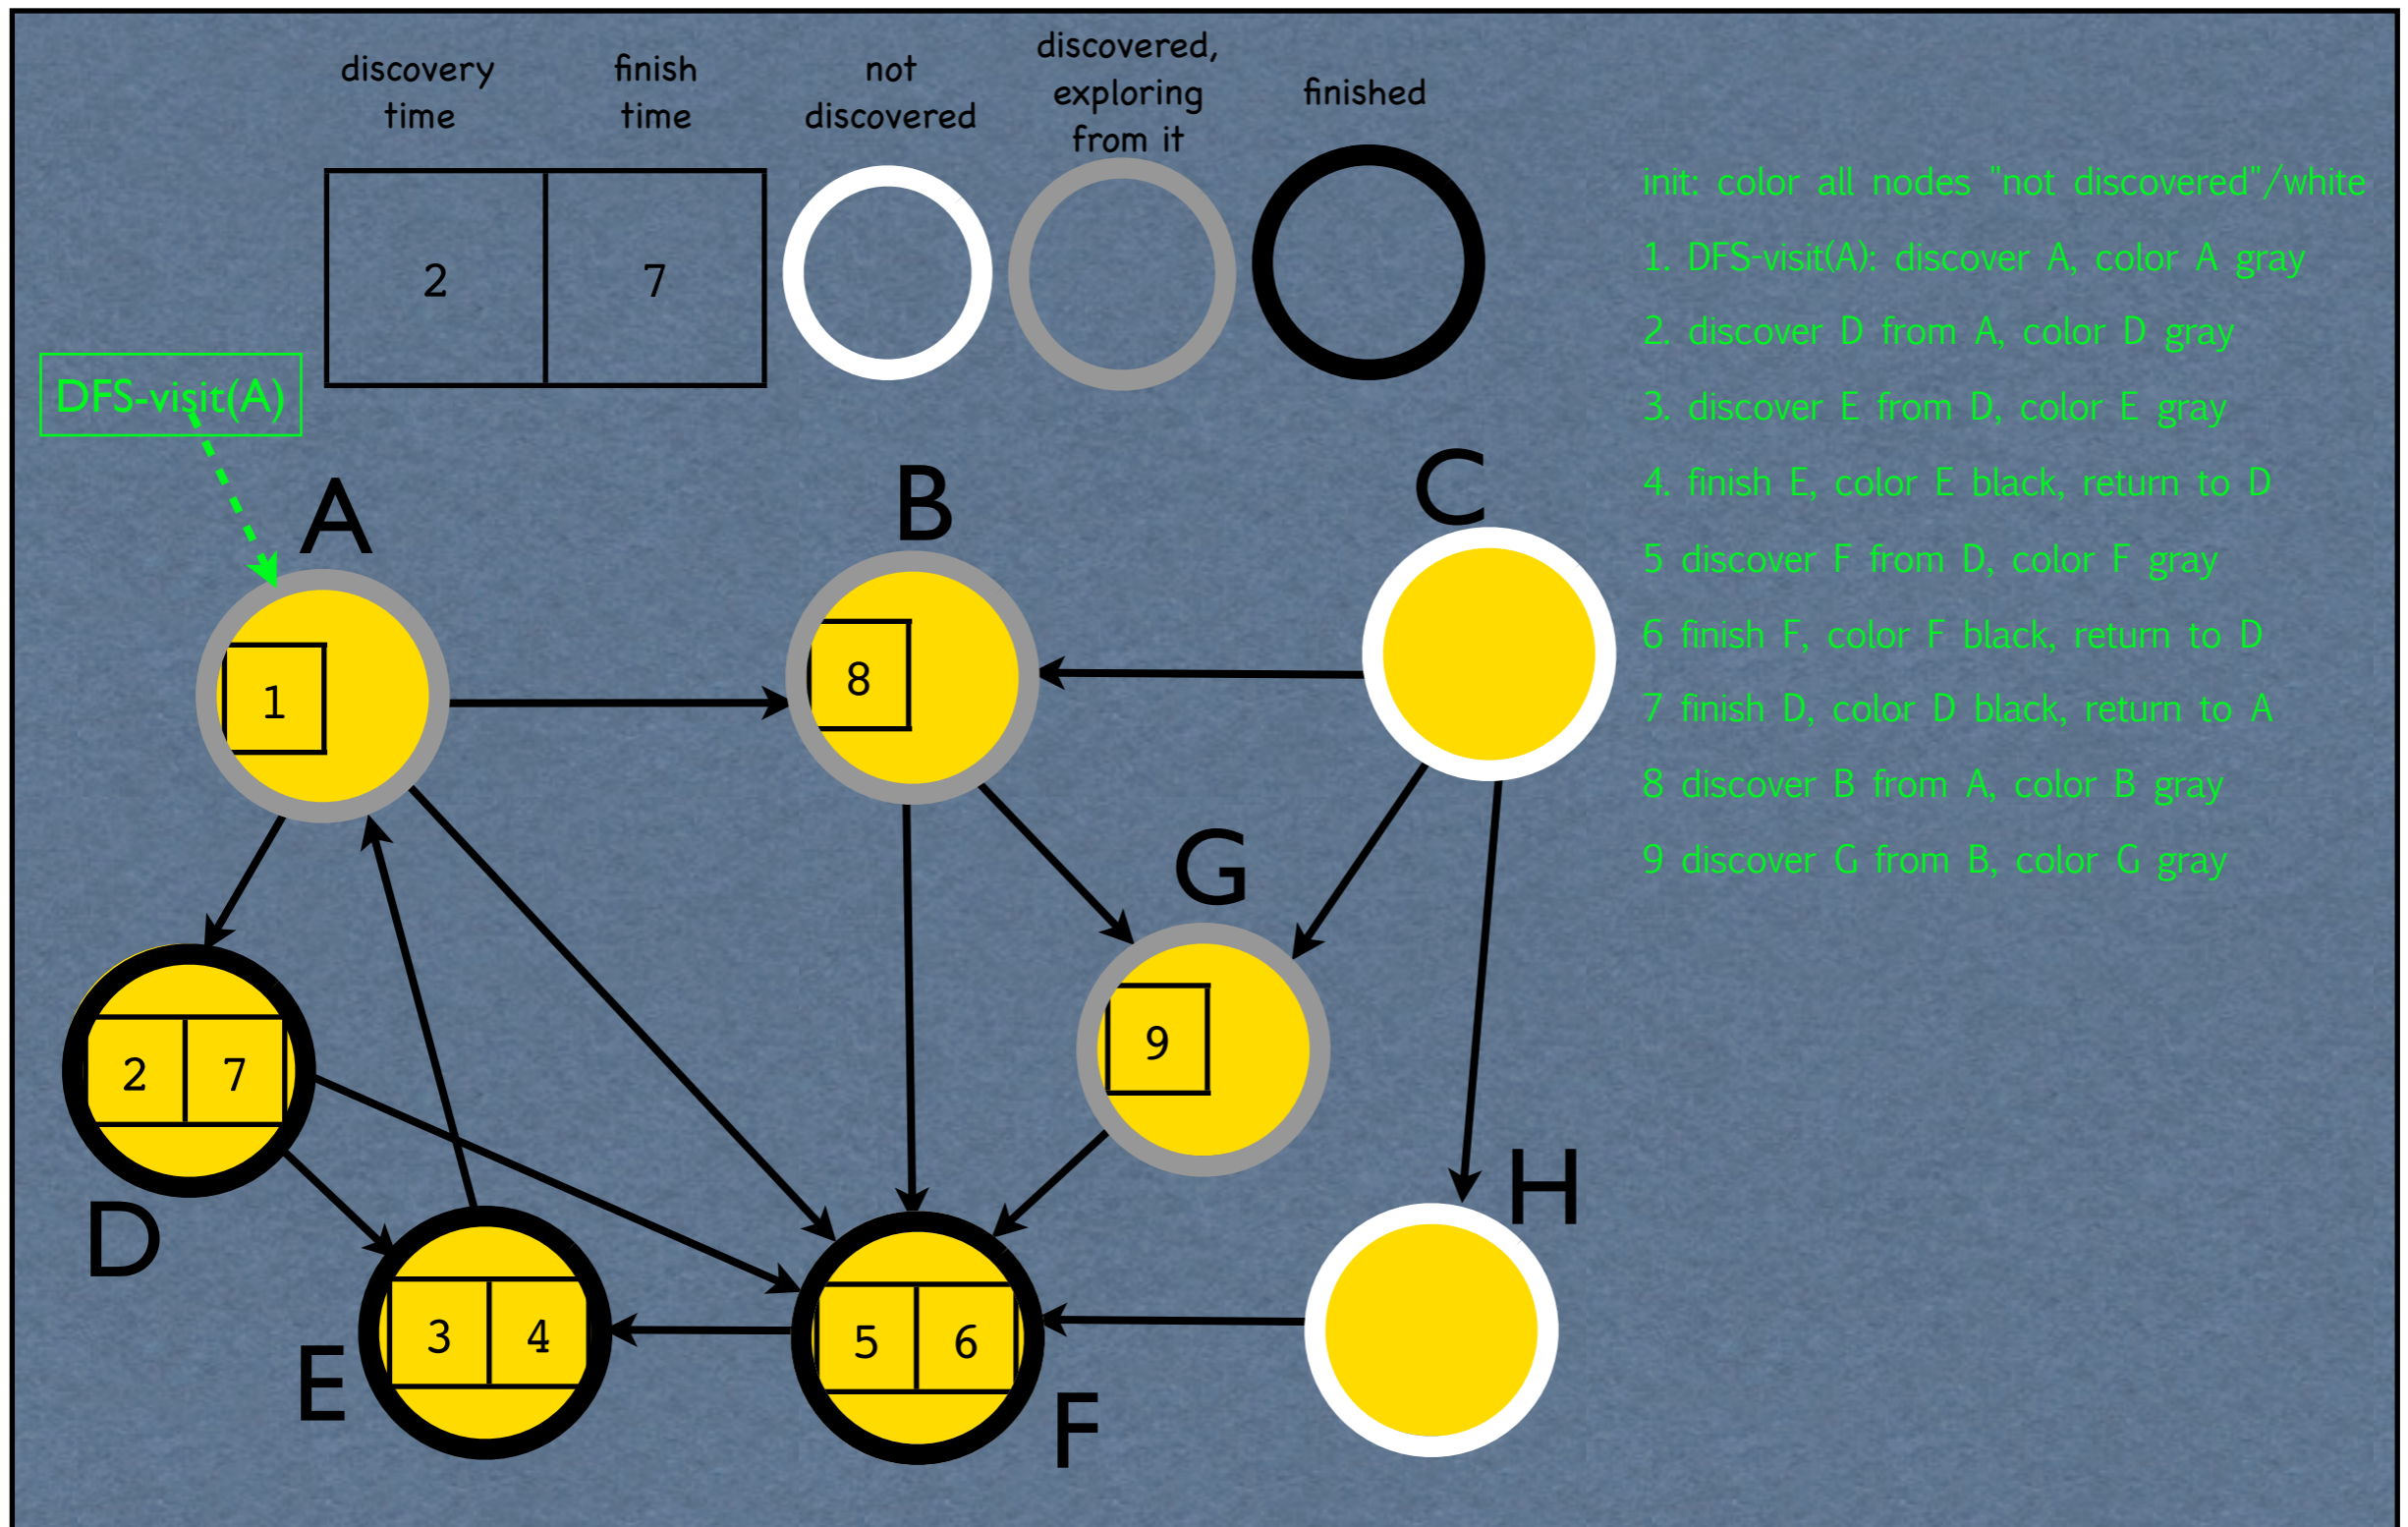 discovery
time
finish
time
not
discovered
discovered,
exploring
from it
finished
2 7
DFS-visit(A)
init: color all nodes "not discovered"/white
1. DFS-visit(A): discover A, color A gray
2. discover D from A, color D gray
3. discover E from D, color E gray
4. finish E, color E black, return to D
5 discover F from D, color F gray
6 finish F, color F black, return to D
7 finish D, color D black, return to A
8 discover B from A, color B gray
9 discover G from B, color G gray
A
B
C
1
8
G
9
2 7
D
H
3 4
E
5 6
F